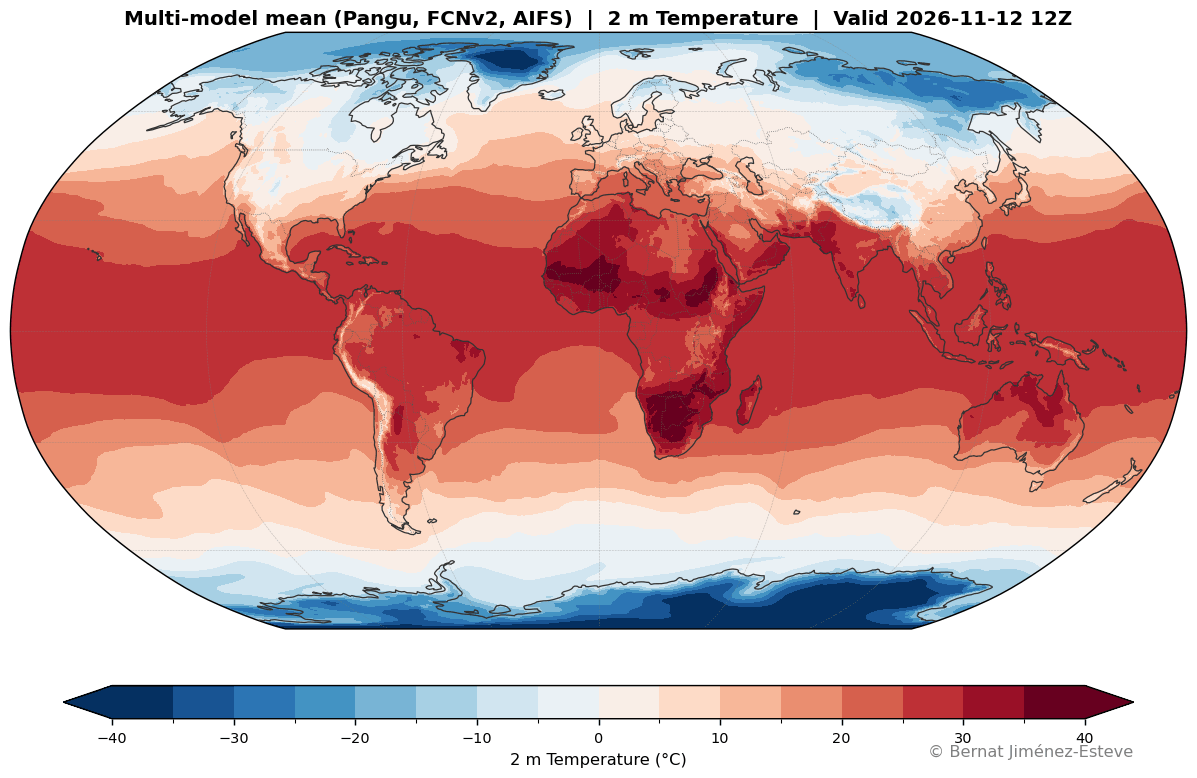 Multi-model mean (Pangu, FCNv2, AIFS)  |  2 m Temperature  |  Valid 2026-11-12 12Z
−40 −30 −20 −10 0 10 20 30 40
2 m Temperature (°C)
© Bernat Jiménez-Esteve